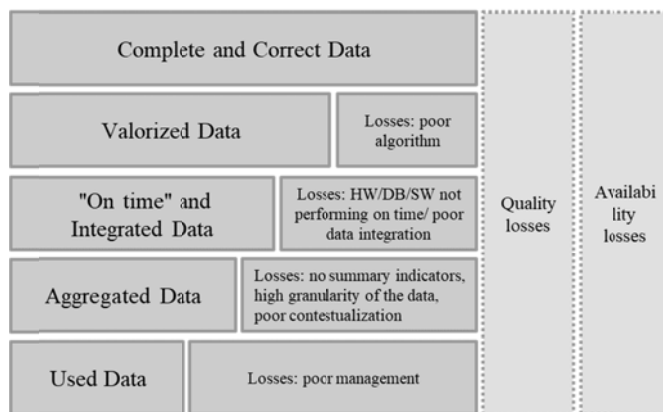 Complete and Correct Data
Valorized Data
Losses: poor
algorithm
"On time" and
Integrated Data
Losses: HW/DB/SW not
performing on time/ poor
data integration
Aggregated Data
Losses: no summary indicators,
high granularity of the data,
poor contestualization
Used Data
Losses: poor management
Quality
losses
Availabi
lity
losses